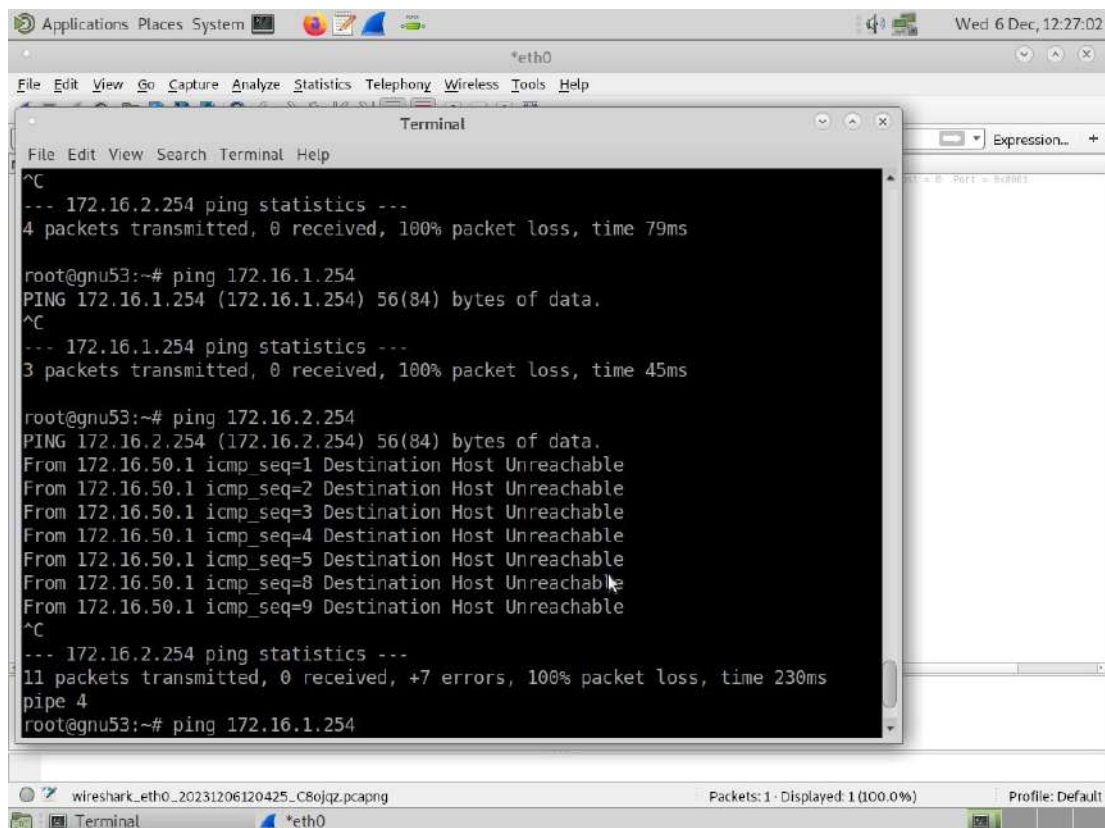 Applications Places System
Wed 6 Dec, 12:27:02
*eth0
File Edit View Go Capture Analyze Statistics Telephony Wireless Tools Help
Expression... +
Terminal
File Edit View Search Terminal Help
^C
--- 172.16.2.254 ping statistics ---
4 packets transmitted, 0 received, 100% packet loss, time 79ms
root@gnu53:~# ping 172.16.1.254
PING 172.16.1.254 (172.16.1.254) 56(84) bytes of data.
^C
--- 172.16.1.254 ping statistics ---
3 packets transmitted, 0 received, 100% packet loss, time 45ms
root@gnu53:~# ping 172.16.2.254
PING 172.16.2.254 (172.16.2.254) 56(84) bytes of data.
From 172.16.50.1 icmp_seq=1 Destination Host Unreachable
From 172.16.50.1 icmp_seq=2 Destination Host Unreachable
From 172.16.50.1 icmp_seq=3 Destination Host Unreachable
From 172.16.50.1 icmp_seq=4 Destination Host Unreachable
From 172.16.50.1 icmp_seq=5 Destination Host Unreachable
From 172.16.50.1 icmp_seq=8 Destination Host Unreachable
From 172.16.50.1 icmp_seq=9 Destination Host Unreachable
^C
--- 172.16.2.254 ping statistics ---
11 packets transmitted, 0 received, +7 errors, 100% packet loss, time 230ms
pipe 4
root@gnu53:~# ping 172.16.1.254
wireshark_eth0_20231206120425_C8ojqz.pcapng
Packets: 1 · Displayed: 1 (100.0%)
Profile: Default
Terminal
*eth0